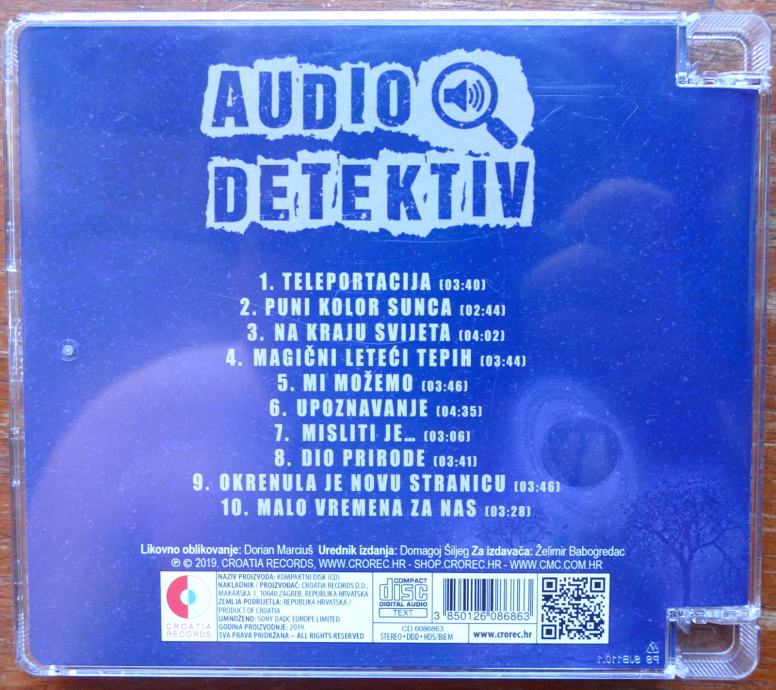 AUDIO
DETEKTIV
1. TELEPORTACIJA (03:40)
2. PUNI KOLOR SUNCA (02:44)
3. NA KRAJU SVIJETA (04:02)
4. MAGIČNI LETEĆI TEPIH (03:44)
5. MI MOŽEMO (03:46)
6. UPOZNAVANJE (04:35)
7. MISLITI JE... (03:06)
8. DIO PRIRODE (03:41)
9. OKRENULA JE NOVU STRANICU (03:46)
10. MALO VREMENA ZA NAS (03:28)
Likovno oblikovanje: Dorian Marciuš Urednik izdanja: Domagoj Šiljeg Za izdavača: Želimir Babogredac
℗ © 2019. CROATIA RECORDS, WWW.CROREC.HR - SHOP.CROREC.HR - WWW.CMC.COM.HR
CROATIA
RECORDS
NAZIV PROIZVODA: KOMPAKTNI DISK (CD)
NAKLADNIK / PROIZVOĐAČ: CROATIA RECORDS D.D.,
MAKARSKA 3, 10040 ZAGREB, REPUBLIKA HRVATSKA
ZEMLJA PODRIJETLA: REPUBLIKA HRVATSKA /
PRODUCT OF CROATIA
UMNOŽENO: SONY DADC EUROPE LIMITED
GODINA PROIZVODNJE: 2019.
SVA PRAVA PRIDRŽANA – ALL RIGHTS RESERVED
COMPACT
disc
DIGITAL AUDIO
TEXT
CD 6086863
STEREO • DDD • HDS/BIEM
3 850126 086863
www.crorec.hr